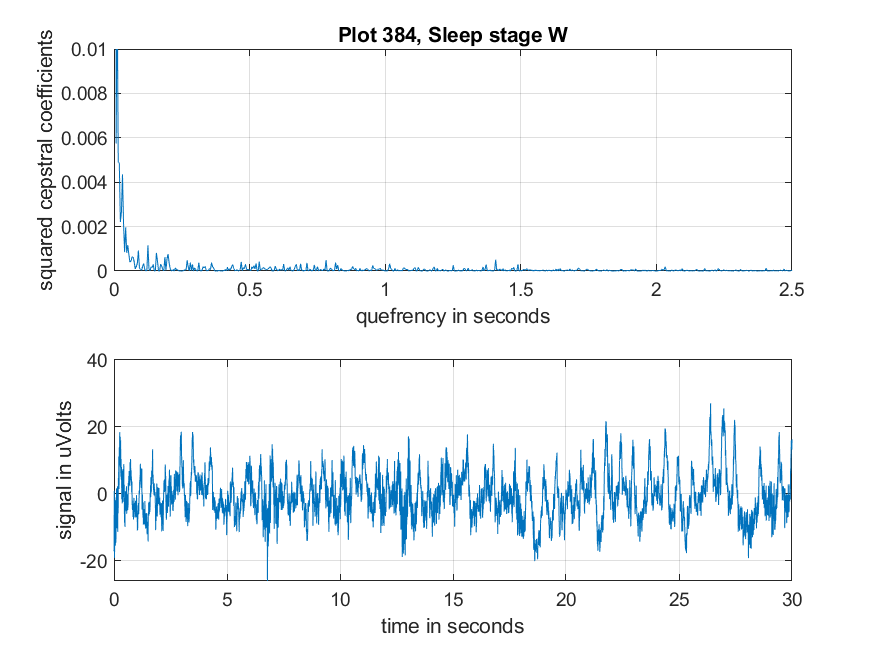 Plot 384, Sleep stage W
squared cepstral coefficients
0.01
0.008
0.006
0.004
0.002
0
0 0.5 1 1.5 2 2.5
quefrency in seconds
signal in uVolts
40
20
0
-20
0 5 10 15 20 25 30
time in seconds